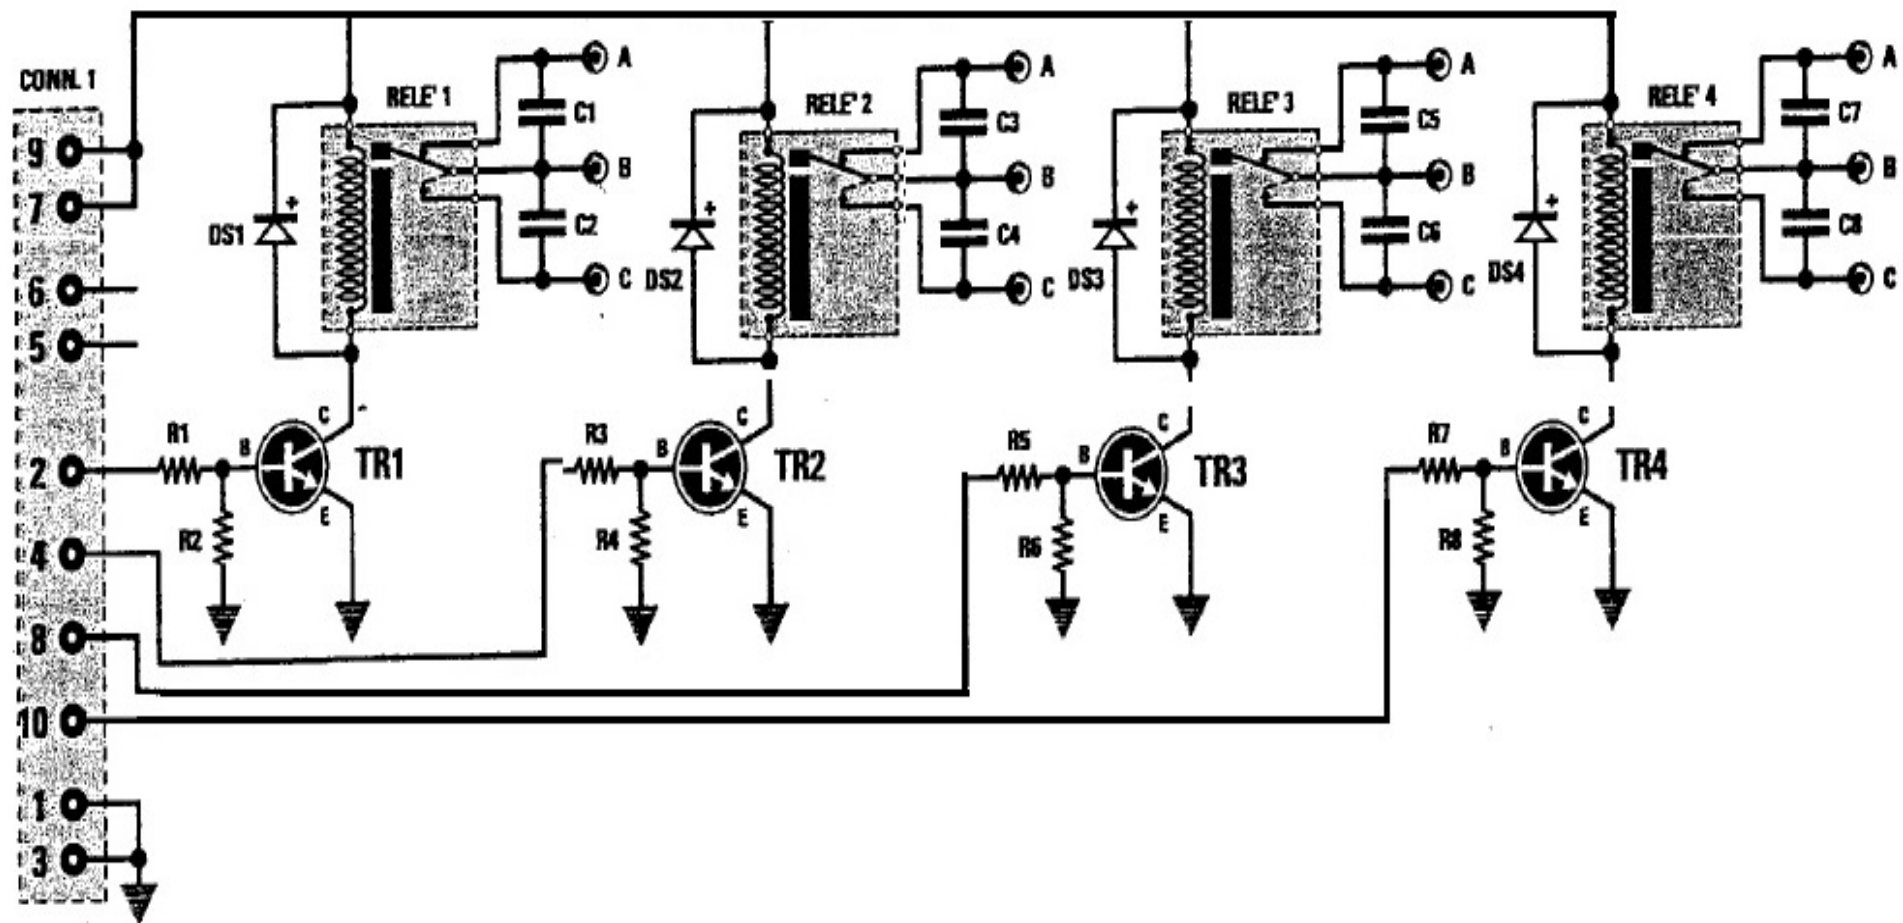 CONN. 1
9
7
6
5
2
4
8
10
1
3
RELE' 1
DS1
+
A
C1
B
C2
C
R1
R2
B
C
E
TR1
RELE' 2
DS2
+
A
C3
B
C4
C
R3
R4
B
C
E
TR2
RELE' 3
DS3
+
A
C5
B
C6
C
R5
R6
B
C
E
TR3
RELE' 4
DS4
+
A
C7
B
C8
C
R7
R8
B
C
E
TR4